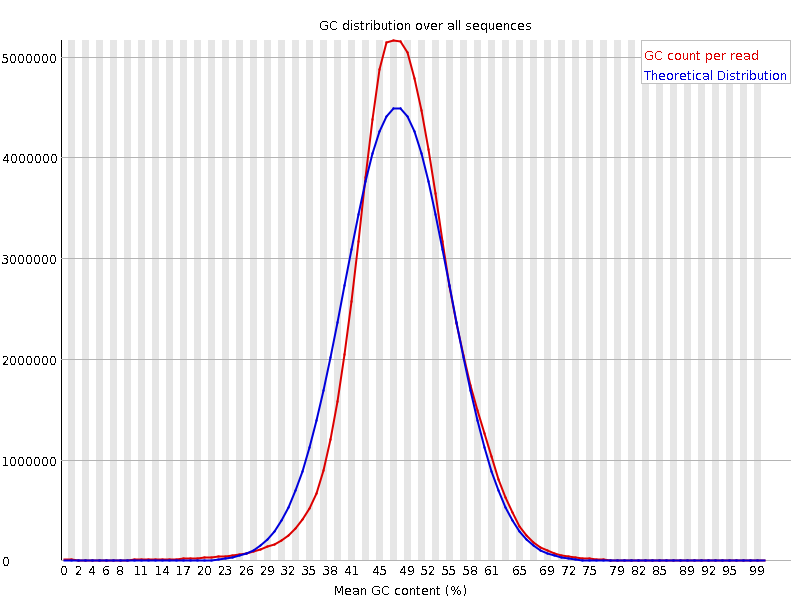 GC distribution over all sequences
GC count per read
Theoretical Distribution
5000000
4000000
3000000
2000000
1000000
0
0 2 4 6 8 11 14 17 20 23 26 29 32 35 38 41 45 49 52 55 58 61 65 69 72 75 79 82 85 89 92 95 99
Mean GC content (%)